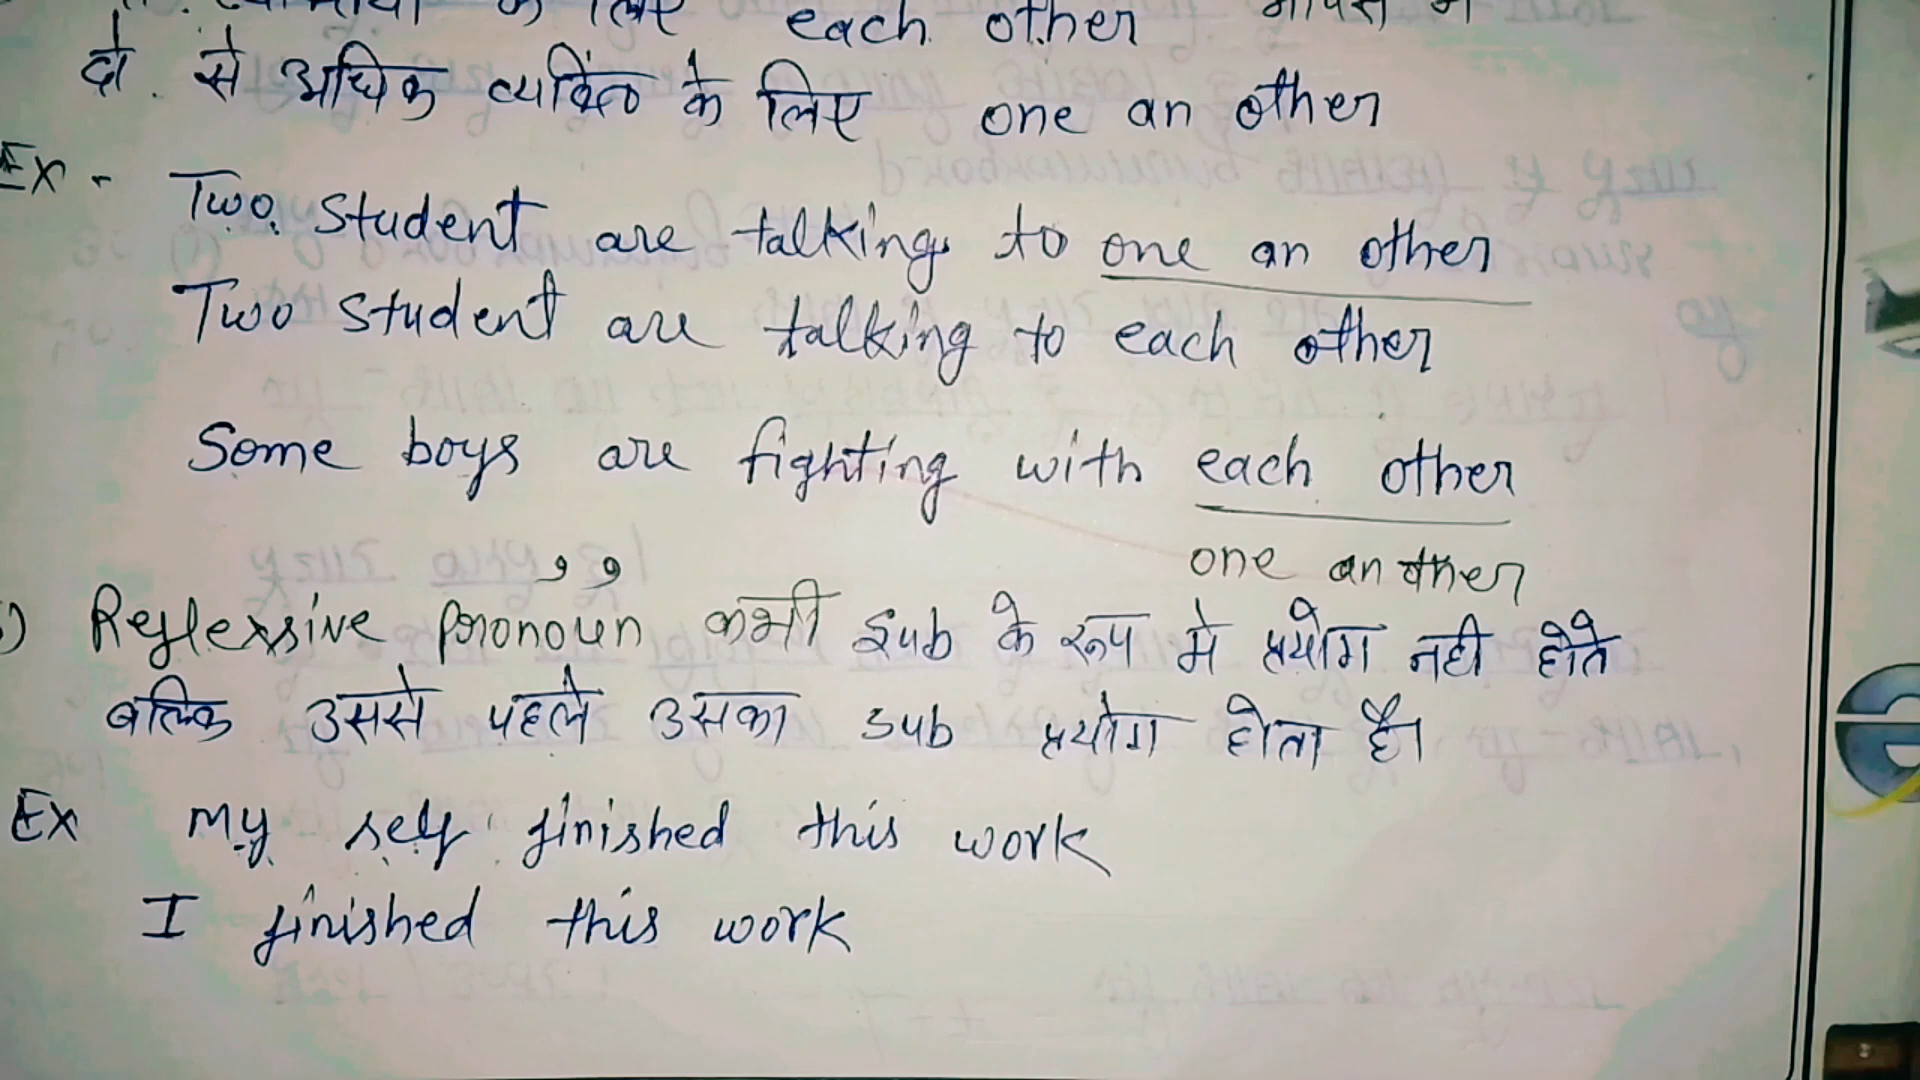 के लिए each other आपस में
दो से अधिक व्यक्ति के लिए one an other
Ex - Two Student are talking to one an other
Two Student are talking to each other
Some boys are fighting with each other
one an other
Reflexsive pronoun कभी Sub के रूप मे प्रयोग नही होते
बल्कि उससे पहले उसका sub प्रयोग होता है।
Ex my self finished this work
I finished this work